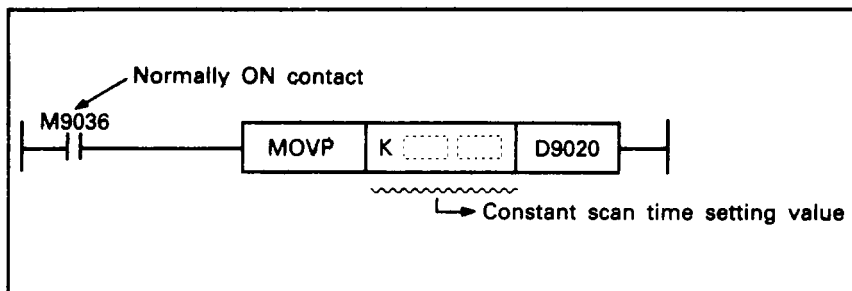 Normally ON contact
M9036
MOVP K D9020
Constant scan time setting value